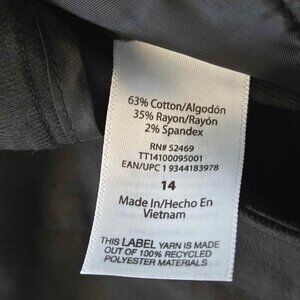 63% Cotton/Algodón
35% Rayon/Rayón
2% Spandex
RN# 52469
TT14100095001
EAN/UPC 1 9344183978
14
Made In/Hecho En
Vietnam
THIS LABEL YARN IS MADE
OUT OF 100% RECYCLED
POLYESTER MATERIALS